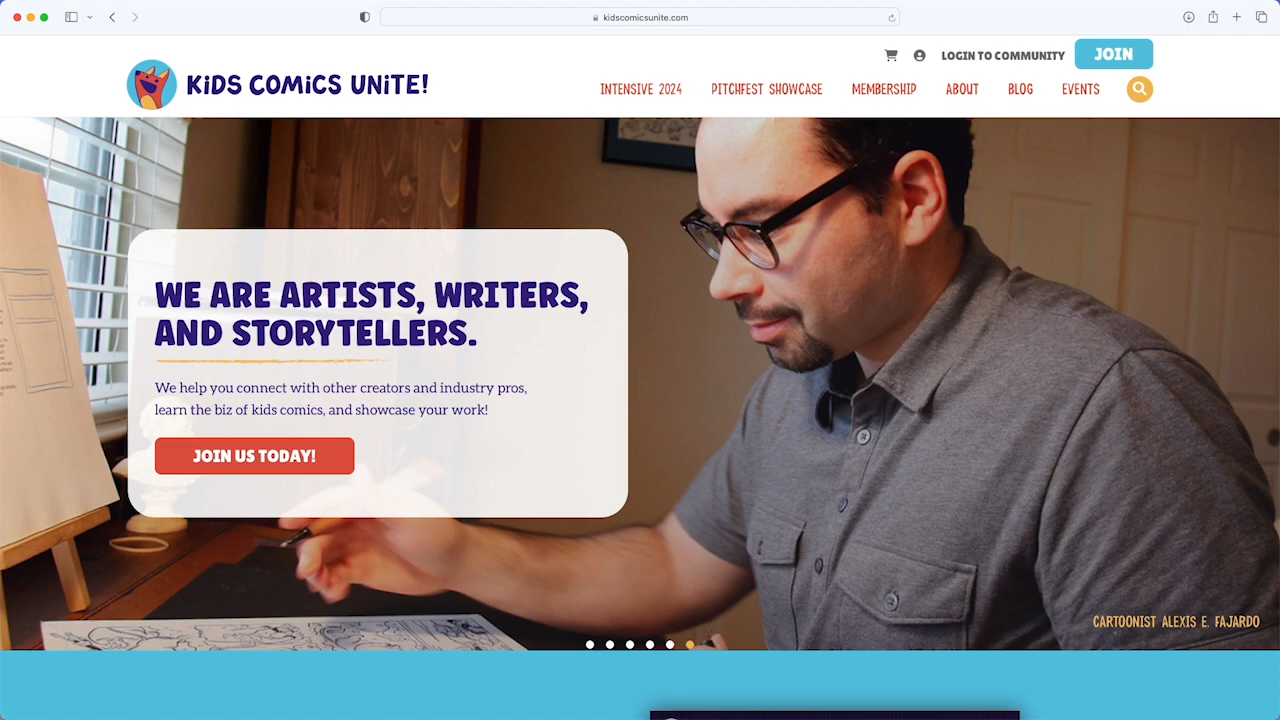 kidscomicsunite.com
LOGIN TO COMMUNITY
JOIN
KiDS COMiCS UNiTE!
INTENSIVE 2024
PITCHFEST SHOWCASE
MEMBERSHIP
ABOUT
BLOG
EVENTS
WE ARE ARTISTS, WRITERS,
AND STORYTELLERS.
We help you connect with other creators and industry pros,
learn the biz of kids comics, and showcase your work!
JOIN US TODAY!
CARTOONIST ALEXIS E. FAJARDO